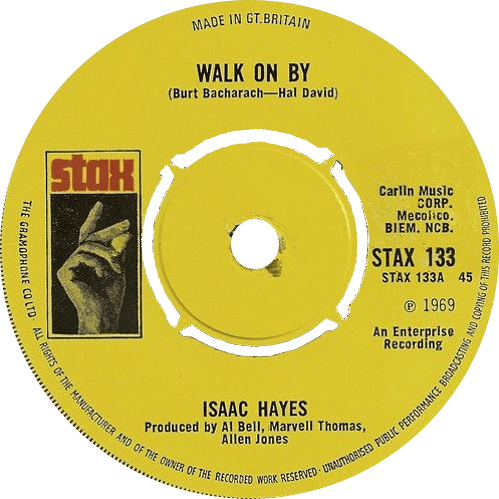 MADE IN GT.BRITAIN
WALK ON BY
(Burt Bacharach—Hal David)
stax
Carlin Music
CORP.
Mecolico.
BIEM. NCB.
STAX 133
STAX 133A 45
℗ 1969
An Enterprise
Recording
ISAAC HAYES
Produced by Al Bell, Marvell Thomas,
Allen Jones
THE GRAMOPHONE CO LTD. ALL RIGHTS OF THE MANUFACTURER AND OF THE OWNER OF THE RECORDED WORK RESERVED · UNAUTHORISED PUBLIC PERFORMANCE BROADCASTING AND COPYING OF THIS RECORD PROHIBITED